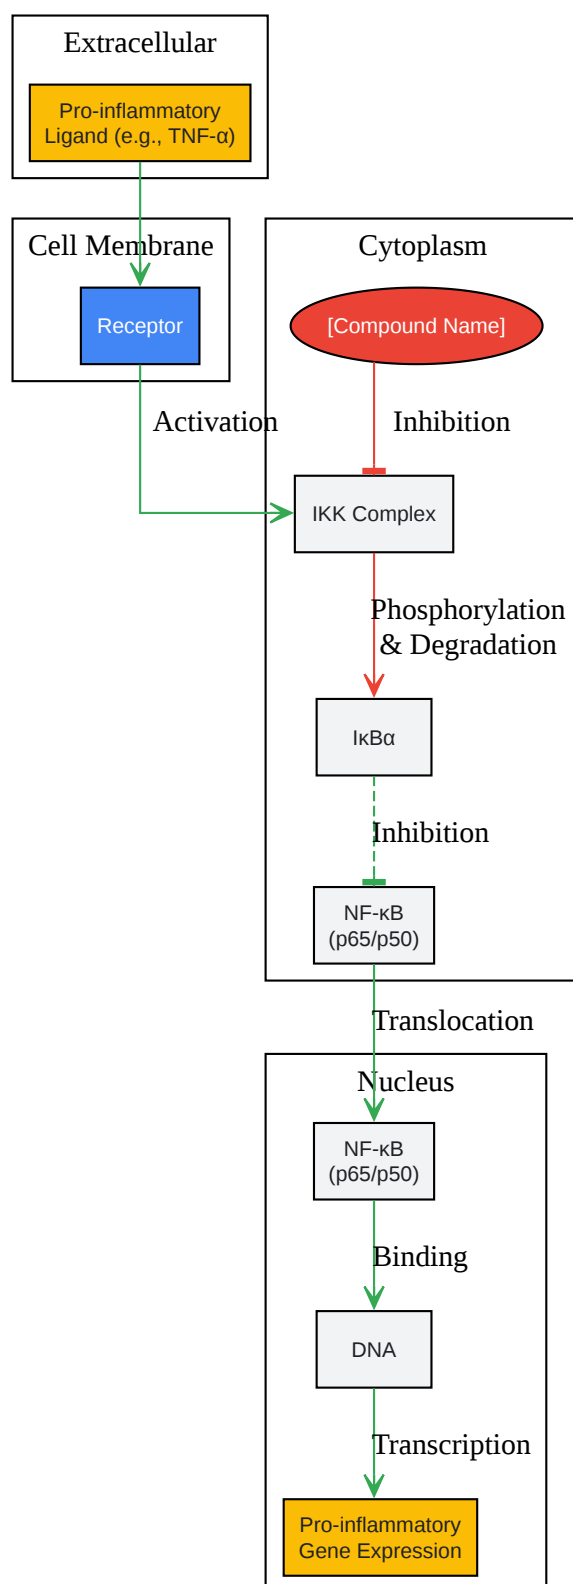 Extracellular
Pro-inflammatory
Ligand (e.g., TNF-α)
Cell Membrane
Receptor
Activation
Cytoplasm
[Compound Name]
Inhibition
IKK Complex
Phosphorylation
& Degradation
IκBα
Inhibition
NF-κB
(p65/p50)
Translocation
Nucleus
NF-κB
(p65/p50)
Binding
DNA
Transcription
Pro-inflammatory
Gene Expression